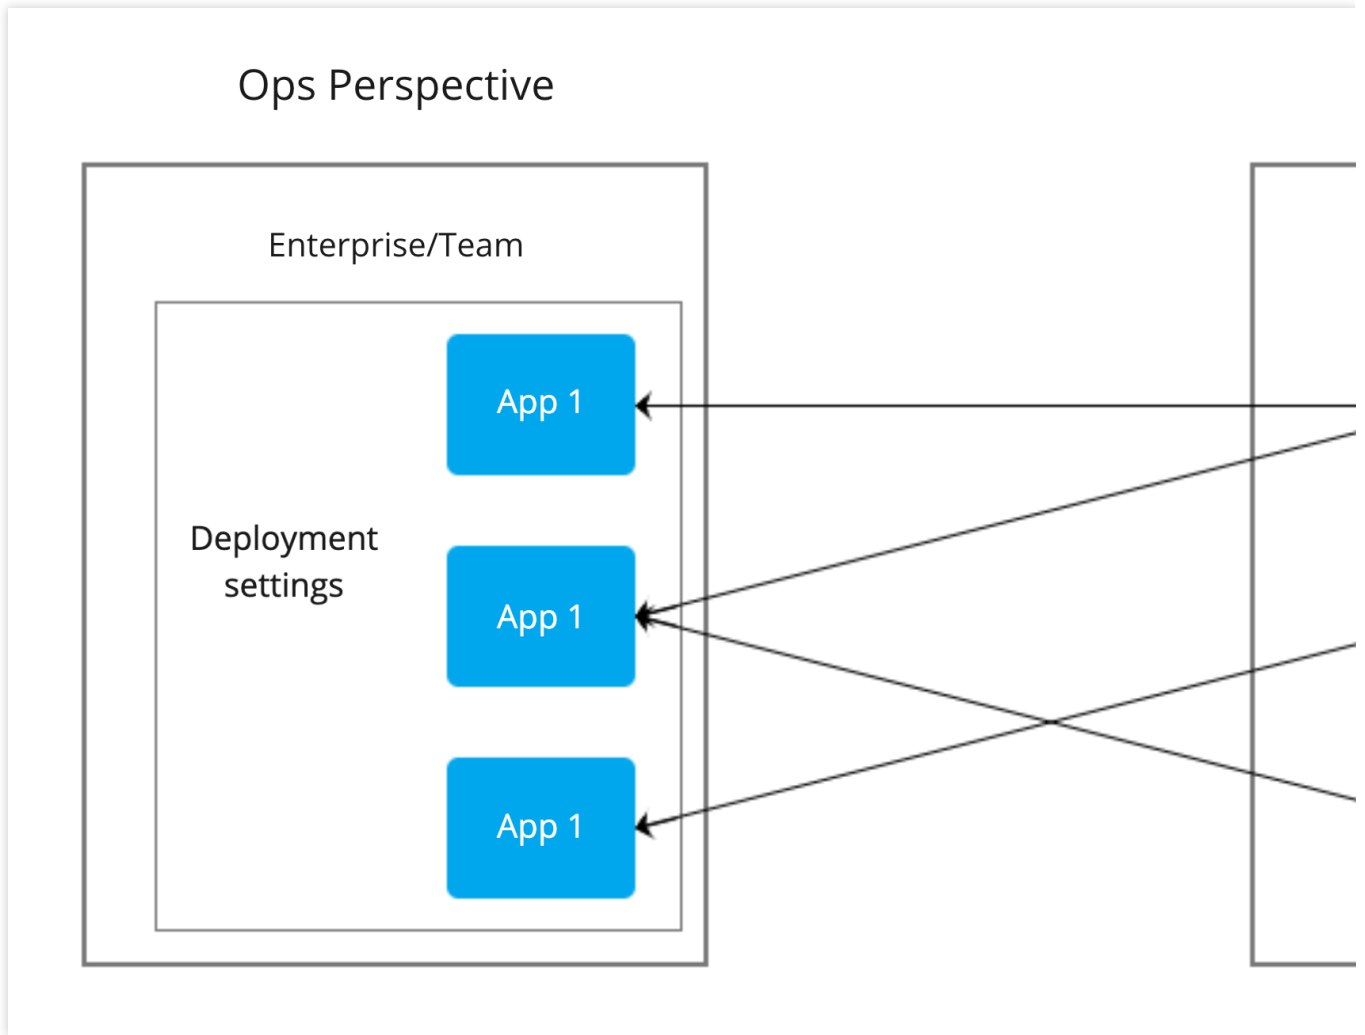 Ops Perspective
Enterprise/Team
App 1
Deployment
settings
App 1
App 1